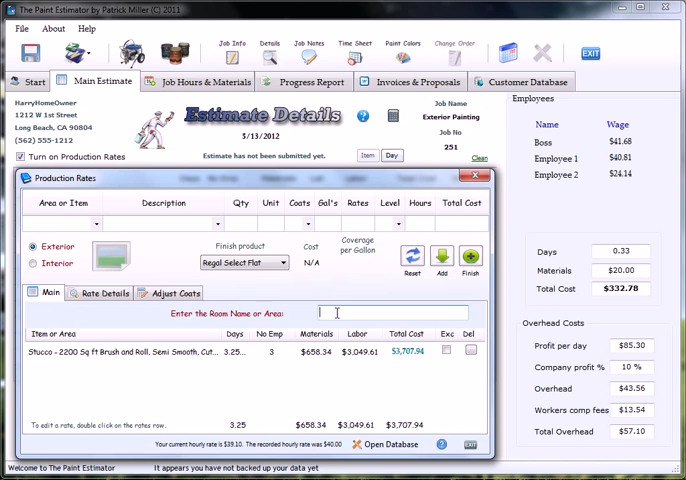 The Paint Estimator by Patrick Miller (C) 2011
File About Help
Job Info Details Job Notes Time Sheet Paint Colors Change Order EXIT
Start Main Estimate Job Hours & Materials Progress Report Invoices & Proposals Customer Database
HarryHomeOwner
1212 W 1st Street
Long Beach, CA 90804
(562) 555-1212
Turn on Production Rates
Estimate Details
5/13/2012
Estimate has not been submitted yet.
Item Day
Job Name
Exterior Painting
Job No
251
Clean
Employees
Name Wage
Boss $41.68
Employee 1 $40.81
Employee 2 $24.14
Days 0.33
Materials $20.00
Total Cost $332.78
Overhead Costs
Profit per day $85.30
Company profit % 10 %
Overhead $43.56
Workers comp fees $13.54
Total Overhead $57.10
Production Rates
Area or Item Description Qty Unit Coats Gal's Rates Level Hours Total Cost
Exterior
Interior
Finish product
Regal Select Flat
Cost
N/A
Coverage
per Gallon
Reset Add Finish
Main Rate Details Adjust Coats
Enter the Room Name or Area:
Item or Area Days No Emp Materials Labor Total Cost Exc Del
Stucco - 2200 Sq ft Brush and Roll, Semi Smooth, Cut... 3.25... 3 $658.34 $3,049.61 $3,707.94
To edit a rate, double click on the rates row. 3.25 $658.34 $3,049.61 $3,707.94
Your current hourly rate is $39.10. The recorded hourly rate was $40.00 Open Database EXIT
Welcome to The Paint Estimator It appears you have not backed up your data yet